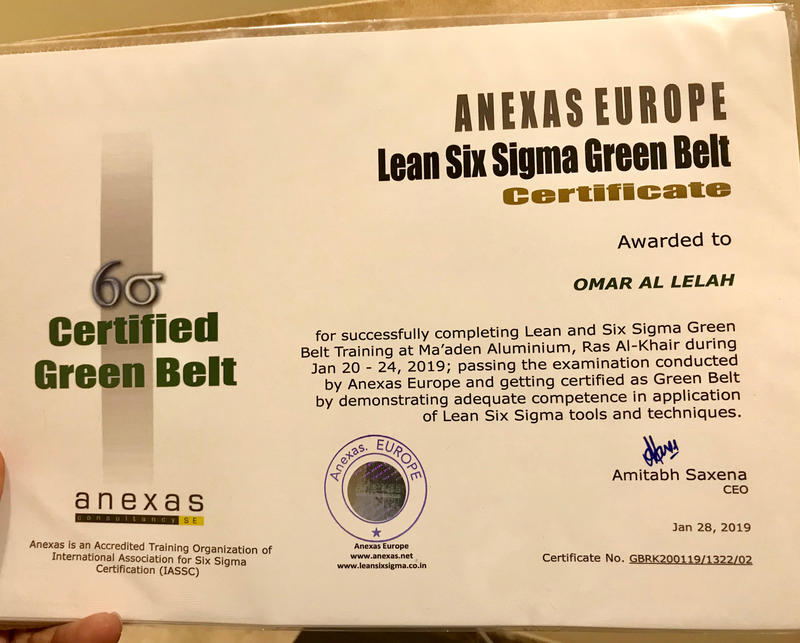 ANEXAS EUROPE
Lean Six Sigma Green Belt
Certificate
Awarded to
OMAR AL LELAH
for successfully completing Lean and Six Sigma Green
Belt Training at Ma'aden Aluminium, Ras Al-Khair during
Jan 20 - 24, 2019; passing the examination conducted
by Anexas Europe and getting certified as Green Belt
by demonstrating adequate competence in application
of Lean Six Sigma tools and techniques.
6σ
Certified
Green Belt
anexas
consultancy SE
Anexas is an Accredited Training Organization of
International Association for Six Sigma
Certification (IASSC)
Anexas. EUROPE
Anexas Europe
www.anexas.net
www.leansixsigma.co.in
Amitabh Saxena
CEO
Jan 28, 2019
Certificate No. GBRK200119/1322/02